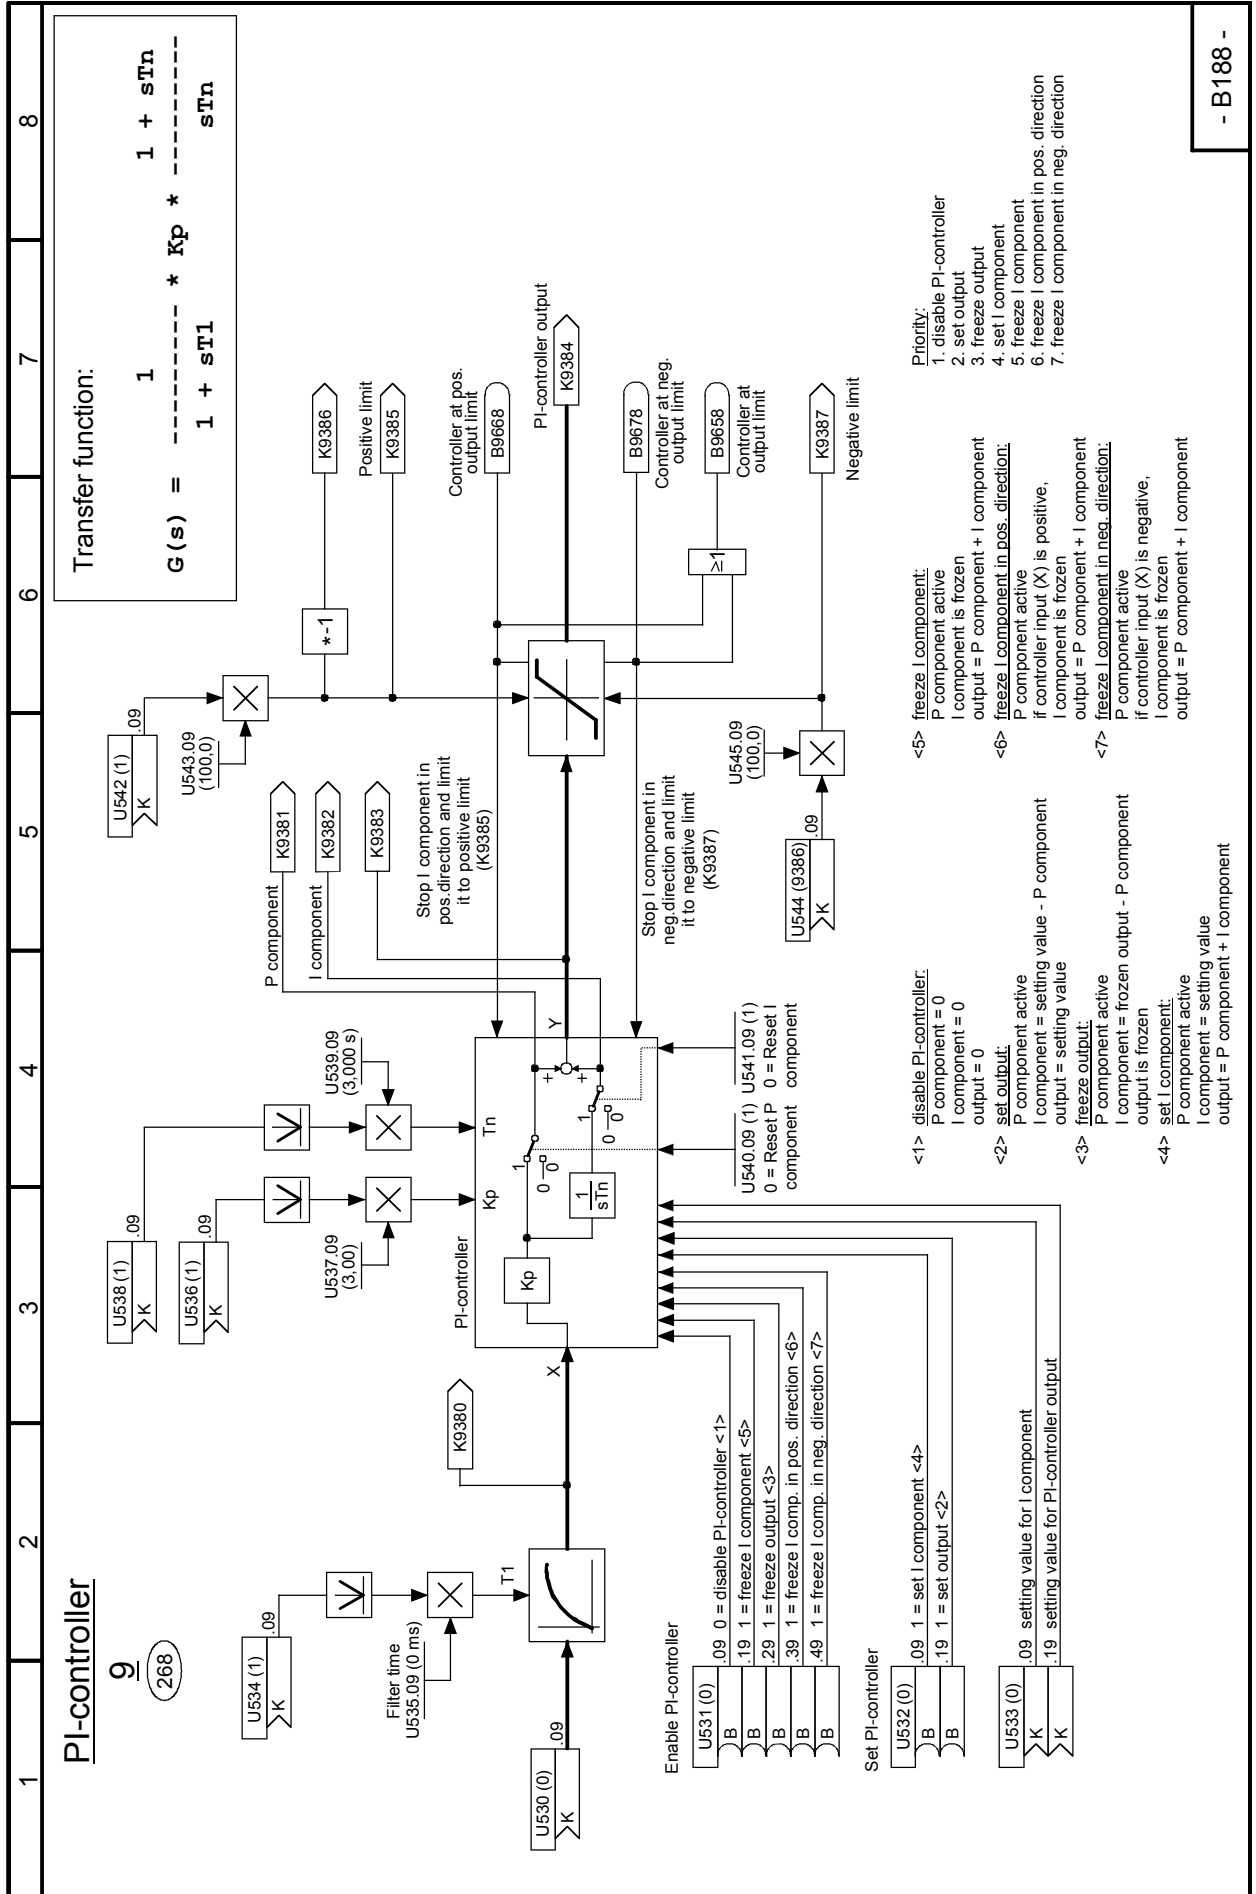 1 2 3 4 5 6 7 8
PI-controller
9
268
Transfer function:
1 1 + sTn
G(s) = -------- * Kp * ---------
1 + sT1 sTn
U534 (1)
K
.09
Filter time
U535.09 (0 ms)
T1
U530 (0)
K
.09
K9380
X
U538 (1)
K
.09
U536 (1)
K
.09
U537.09
(3,00)
U539.09
(3,000 s)
PI-controller
Kp
Tn
Kp
1
sTn
1
0
0
1
0
0
+
+
Y
P component
K9381
I component
K9382
K9383
U542 (1)
K
.09
U543.09
(100,0)
*-1
K9386
Positive limit
K9385
Stop I component in
pos.direction and limit
it to positive limit
(K9385)
Controller at pos.
output limit
B9668
PI-controller output
K9384
B9678
Controller at neg.
output limit
≥1
B9658
Controller at
output limit
K9387
Negative limit
Stop I component in
neg.direction and limit
it to negative limit
(K9387)
U545.09
(100,0)
U544 (9386)
K
.09
U540.09 (1)
0 = Reset P
component
U541.09 (1)
0 = Reset I
component
Enable PI-controller
U531 (0)
B .09 0 = disable PI-controller <1>
B .19 1 = freeze I component <5>
B .29 1 = freeze output <3>
B .39 1 = freeze I comp. in pos. direction <6>
B .49 1 = freeze I comp. in neg. direction <7>
Set PI-controller
U532 (0)
B .09 1 = set I component <4>
B .19 1 = set output <2>
U533 (0)
K .09 setting value for I component
K .19 setting value for PI-controller output
<1> disable PI-controller:
P component = 0
I component = 0
output = 0
<2> set output:
P component active
I component = setting value - P component
output = setting value
<3> freeze output:
P component active
I component = frozen output - P component
output is frozen
<4> set I component:
P component active
I component = setting value
output = P component + I component
<5> freeze I component:
P component active
I component is frozen
output = P component + I component
<6> freeze I component in pos. direction:
P component active
if controller input (X) is positive,
I component is frozen
output = P component + I component
<7> freeze I component in neg. direction:
P component active
if controller input (X) is negative,
I component is frozen
output = P component + I component
Priority:
1. disable PI-controller
2. set output
3. freeze output
4. set I component
5. freeze I component
6. freeze I component in pos. direction
7. freeze I component in neg. direction
- B188 -